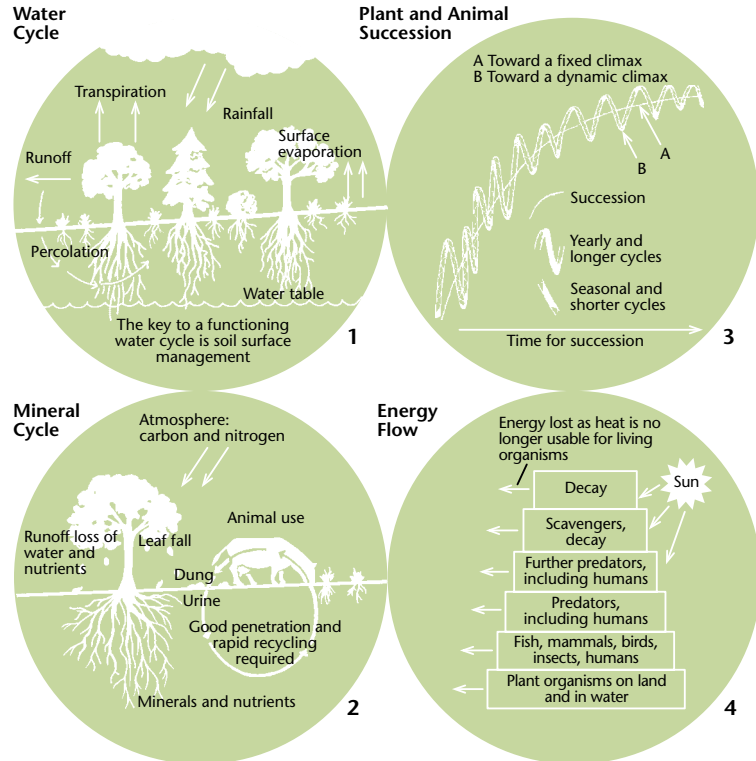 Water
Cycle
Transpiration
Rainfall
Surface
evaporation
Runoff
Percolation
Water table
The key to a functioning
water cycle is soil surface
management
1
Plant and Animal
Succession
A Toward a fixed climax
B Toward a dynamic climax
A
B
Succession
Yearly and
longer cycles
Seasonal and
shorter cycles
Time for succession
3
Mineral
Cycle
Atmosphere:
carbon and nitrogen
Runoff loss of
water and
nutrients
Leaf fall
Animal use
Dung
Urine
Good penetration and
rapid recycling
required
Minerals and nutrients
2
Energy
Flow
Energy lost as heat is no
longer usable for living
organisms
Sun
Decay
Scavengers,
decay
Further predators,
including humans
Predators,
including humans
Fish, mammals, birds,
insects, humans
Plant organisms on land
and in water
4